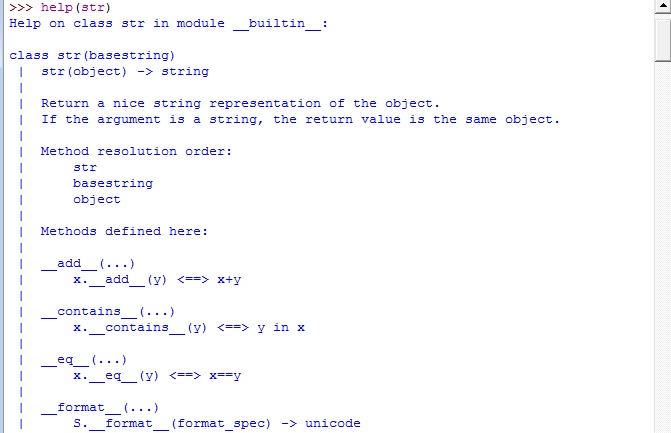 >>> help(str)
Help on class str in module __builtin__:

class str(basestring)
 |  str(object) -> string
 |
 |  Return a nice string representation of the object.
 |  If the argument is a string, the return value is the same object.
 |
 |  Method resolution order:
 |      str
 |      basestring
 |      object
 |
 |  Methods defined here:
 |
 |  __add__(...)
 |      x.__add__(y) <==> x+y
 |
 |  __contains__(...)
 |      x.__contains__(y) <==> y in x
 |
 |  __eq__(...)
 |      x.__eq__(y) <==> x==y
 |
 |  __format__(...)
 |      S.__format__(format_spec) -> unicode